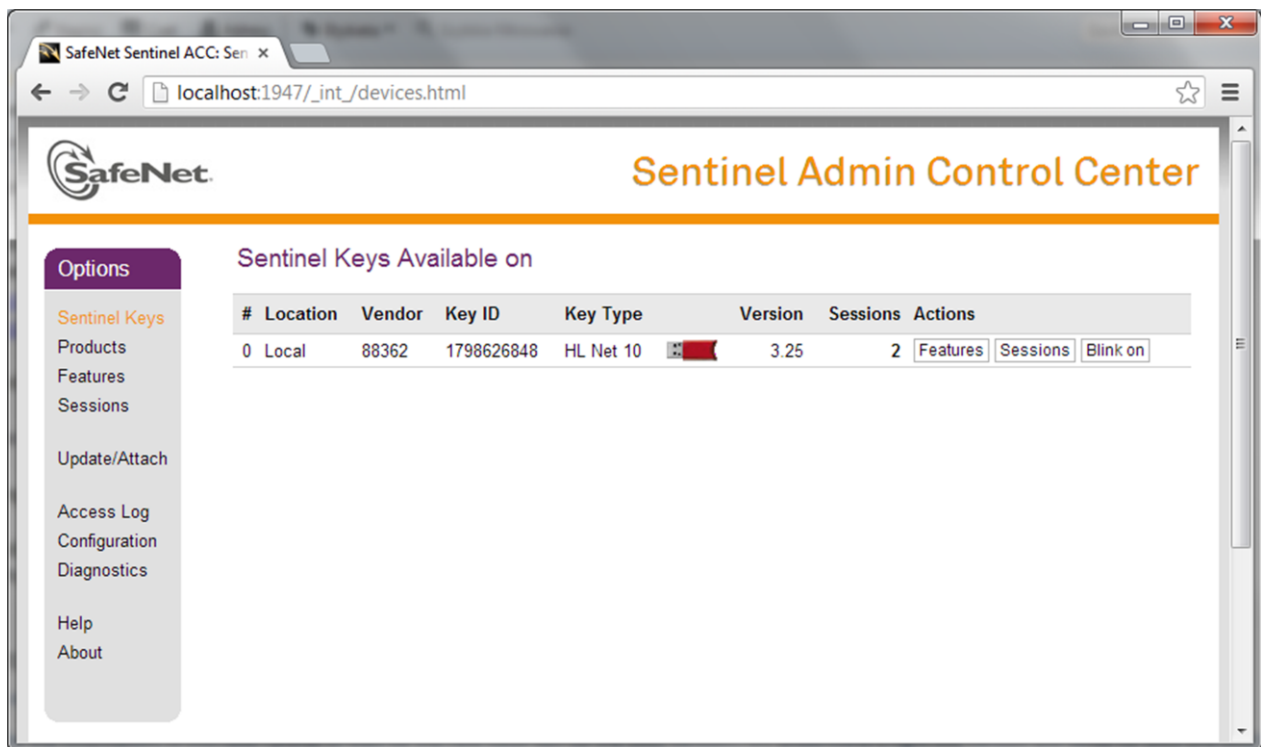 SafeNet Sentinel ACC: Sen
localhost:1947/_int_/devices.html
SafeNet.
Sentinel Admin Control Center
Options
Sentinel Keys
Products
Features
Sessions
Update/Attach
Access Log
Configuration
Diagnostics
Help
About
Sentinel Keys Available on
# Location Vendor Key ID Key Type Version Sessions Actions
0 Local 88362 1798626848 HL Net 10 3.25 2 Features Sessions Blink on